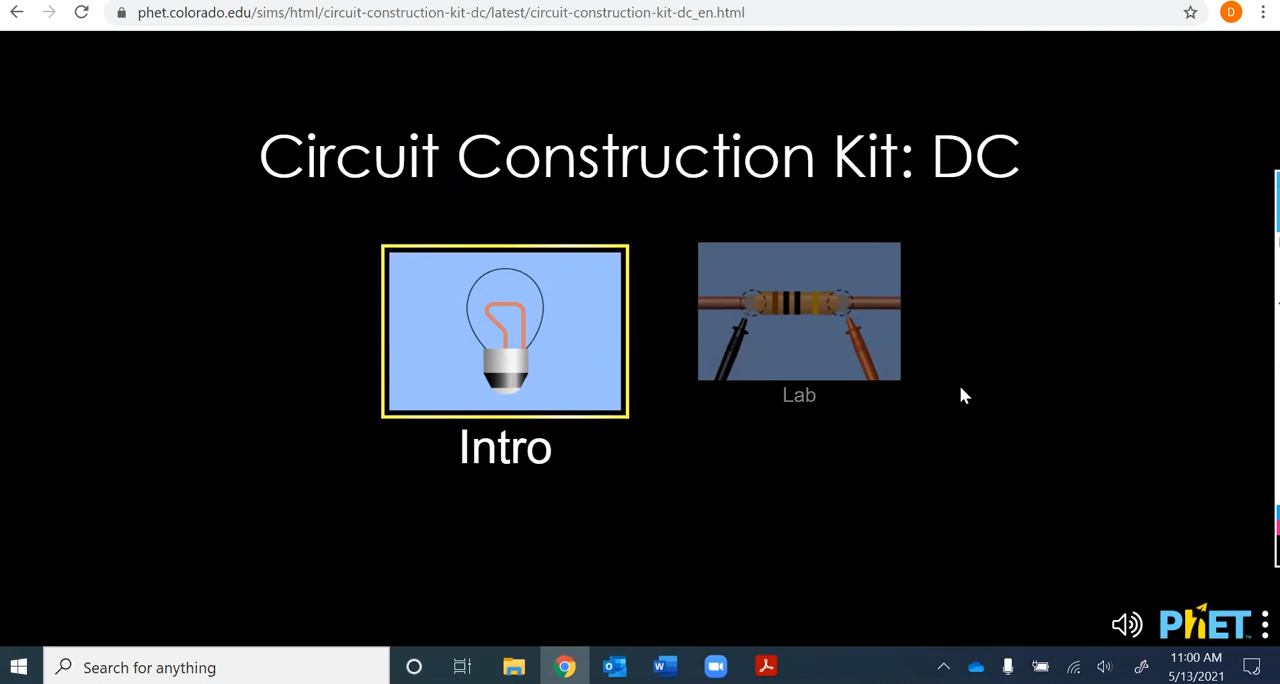 phet.colorado.edu/sims/html/circuit-construction-kit-dc/latest/circuit-construction-kit-dc_en.html
D
Circuit Construction Kit: DC
Lab
Intro
PhET
Search for anything
11:00 AM
5/13/2021